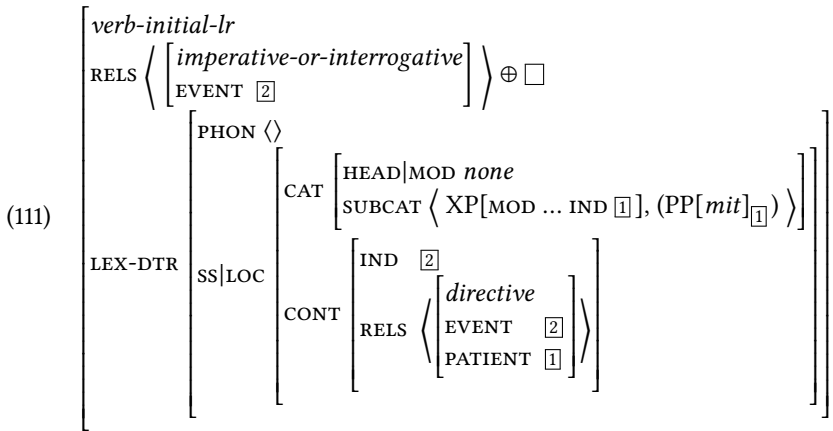 verb-initial-lr
RELS ⟨ [imperative-or-interrogative
EVENT 2] ⟩ ⊕ □
PHON ⟨⟩
CAT [HEAD|MOD none
SUBCAT ⟨ XP[MOD ... IND 1], (PP[mit]1) ⟩]
(111)
LEX-DTR
SS|LOC
IND 2
CONT
directive
RELS ⟨ EVENT 2 ⟩
PATIENT 1